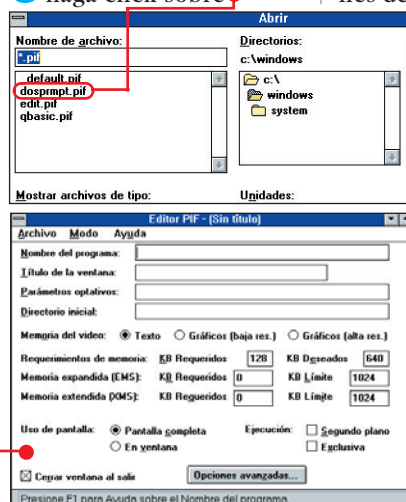 haga click sobre
nes de
Abrir
Nombre de archivo:
Directorios:
*.pif
c:\windows
_default.pif
dosprmpt.pif
edit.pif
qbasic.pif
c:\
windows
system
Mostrar archivos de tipo:
Unidades:
Editor PIF - (Sin título)
Archivo Modo Ayuda
Nombre del programa:
Título de la ventana:
Parámetros optativos:
Directorio inicial:
Memoria del video: Texto Gráficos (baja res.) Gráficos (alta res.)
Requerimientos de memoria: KB Requeridos 128 KB Deseados 640
Memoria expandida (EMS): KB Requeridos 0 KB Límite 1024
Memoria extendida (XMS): KB Requeridos 0 KB Límite 1024
Uso de pantalla: Pantalla completa Ejecución: Segundo plano
En ventana Exclusiva
Cerrar ventana al salir Opciones avanzadas...
Presione F1 para Ayuda sobre el Nombre del programa